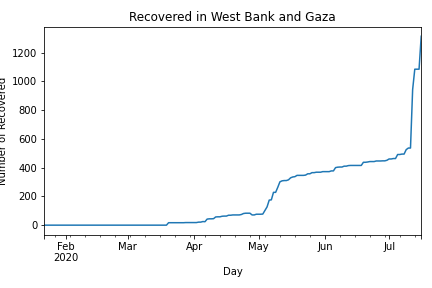 Recovered in West Bank and Gaza
Number of Recovered
1200
1000
800
600
400
200
0
Feb
2020
Mar
Apr
May
Jun
Jul
Day